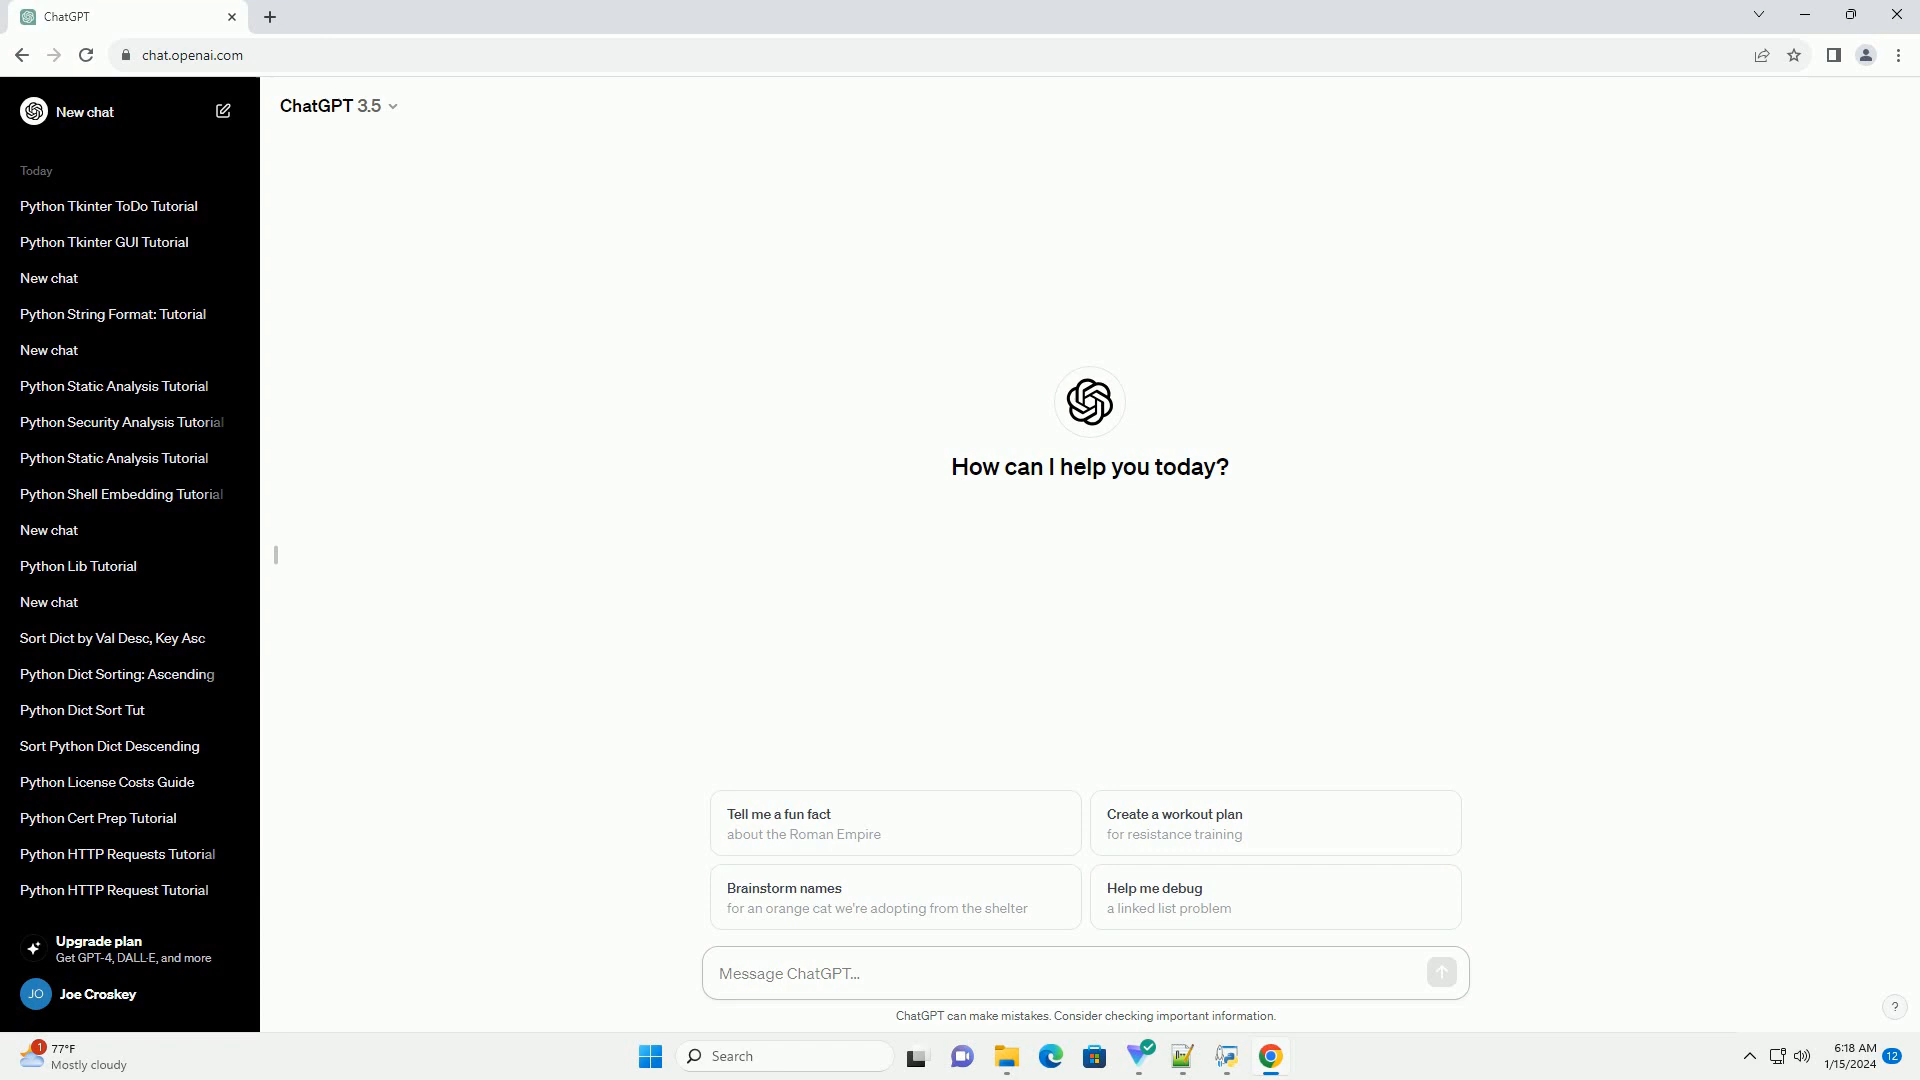 ChatGPT
chat.openai.com
New chat
ChatGPT 3.5
Today
Python Tkinter ToDo Tutorial
Python Tkinter GUI Tutorial
New chat
Python String Format: Tutorial
New chat
Python Static Analysis Tutorial
Python Security Analysis Tutorial
Python Static Analysis Tutorial
Python Shell Embedding Tutorial
New chat
Python Lib Tutorial
New chat
Sort Dict by Val Desc, Key Asc
Python Dict Sorting: Ascending
Python Dict Sort Tut
Sort Python Dict Descending
Python License Costs Guide
Python Cert Prep Tutorial
Python HTTP Requests Tutorial
Python HTTP Request Tutorial
Upgrade plan
Get GPT-4, DALL·E, and more
JO
Joe Croskey
How can I help you today?
Tell me a fun fact
about the Roman Empire
Create a workout plan
for resistance training
Brainstorm names
for an orange cat we're adopting from the shelter
Help me debug
a linked list problem
Message ChatGPT...
ChatGPT can make mistakes. Consider checking important information.
?
1
77°F
Mostly cloudy
Search
6:18 AM
1/15/2024
12